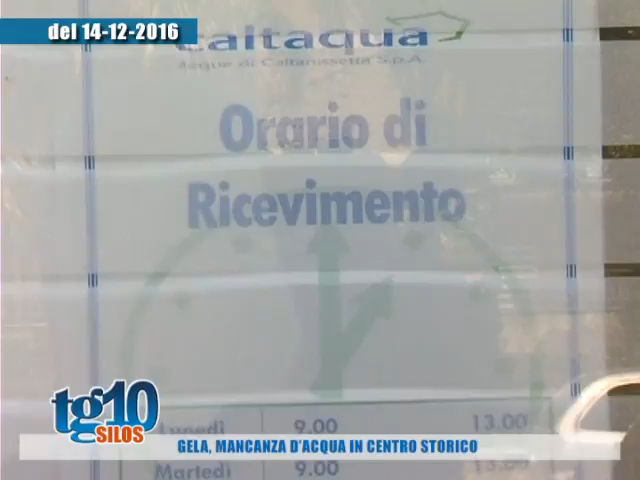 del 14-12-2016
caltaqua
Acque di Caltanissetta S.p.A.
Orario di
Ricevimento
Lunedì 9.00 13.00
tg10
SILOS
GELA, MANCANZA D'ACQUA IN CENTRO STORICO
Martedì 9.00 13.00